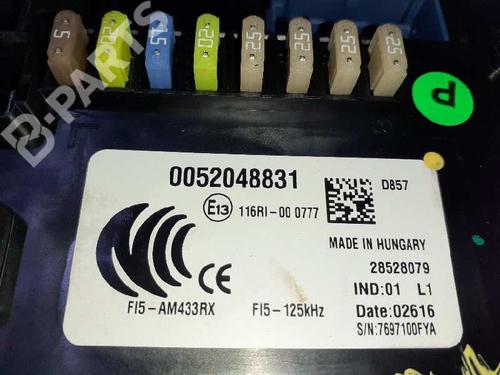 5 20 15 20 25 25 25 25
P
B-PARTS
0052048831
D857
E13 116RI-00 0777
MADE IN HUNGARY
28528079
CE
IND:01 L1
FI5-AM433RX FI5-125kHz
Date:02616
S/N:7697100FYA